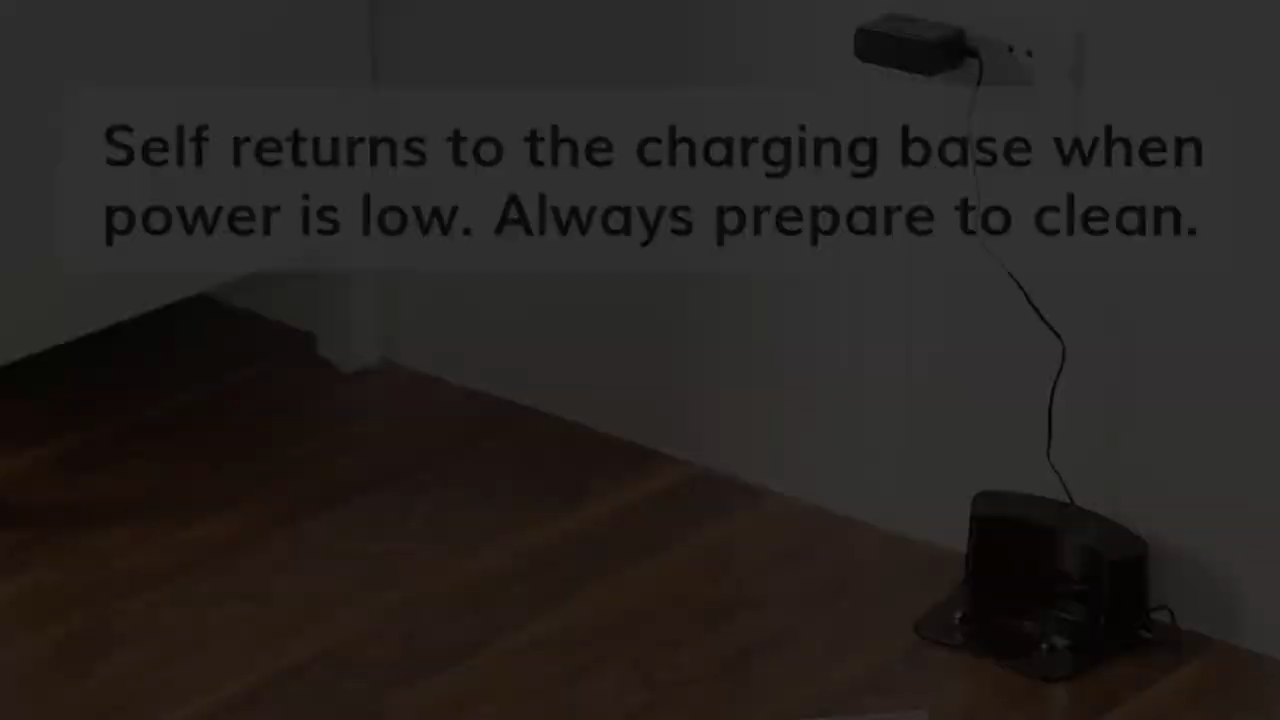 Self returns to the charging base when
power is low. Always prepare to clean.